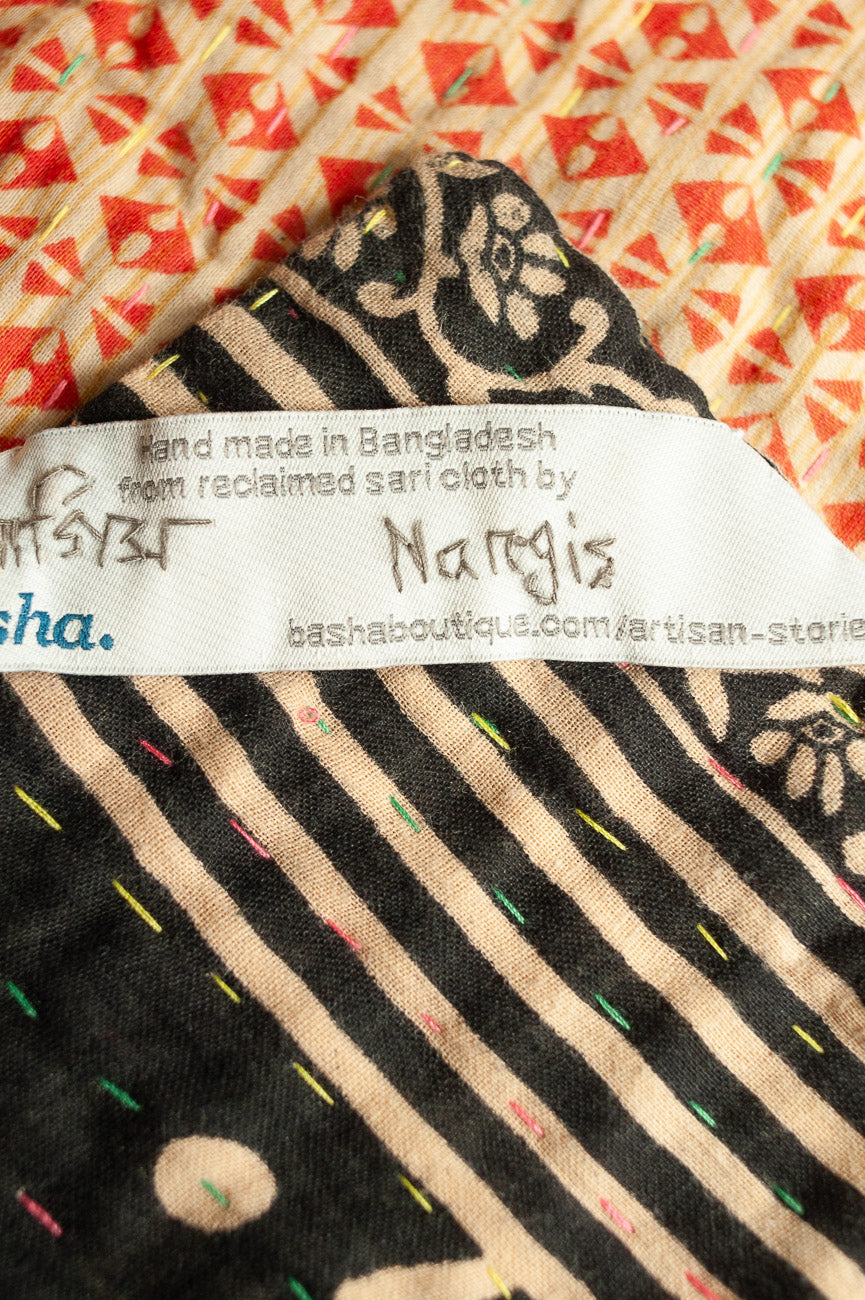 Hand made in Bangladesh
from reclaimed sari cloth by
Nargis
sha.
bashaboutique.com/artisan-storie